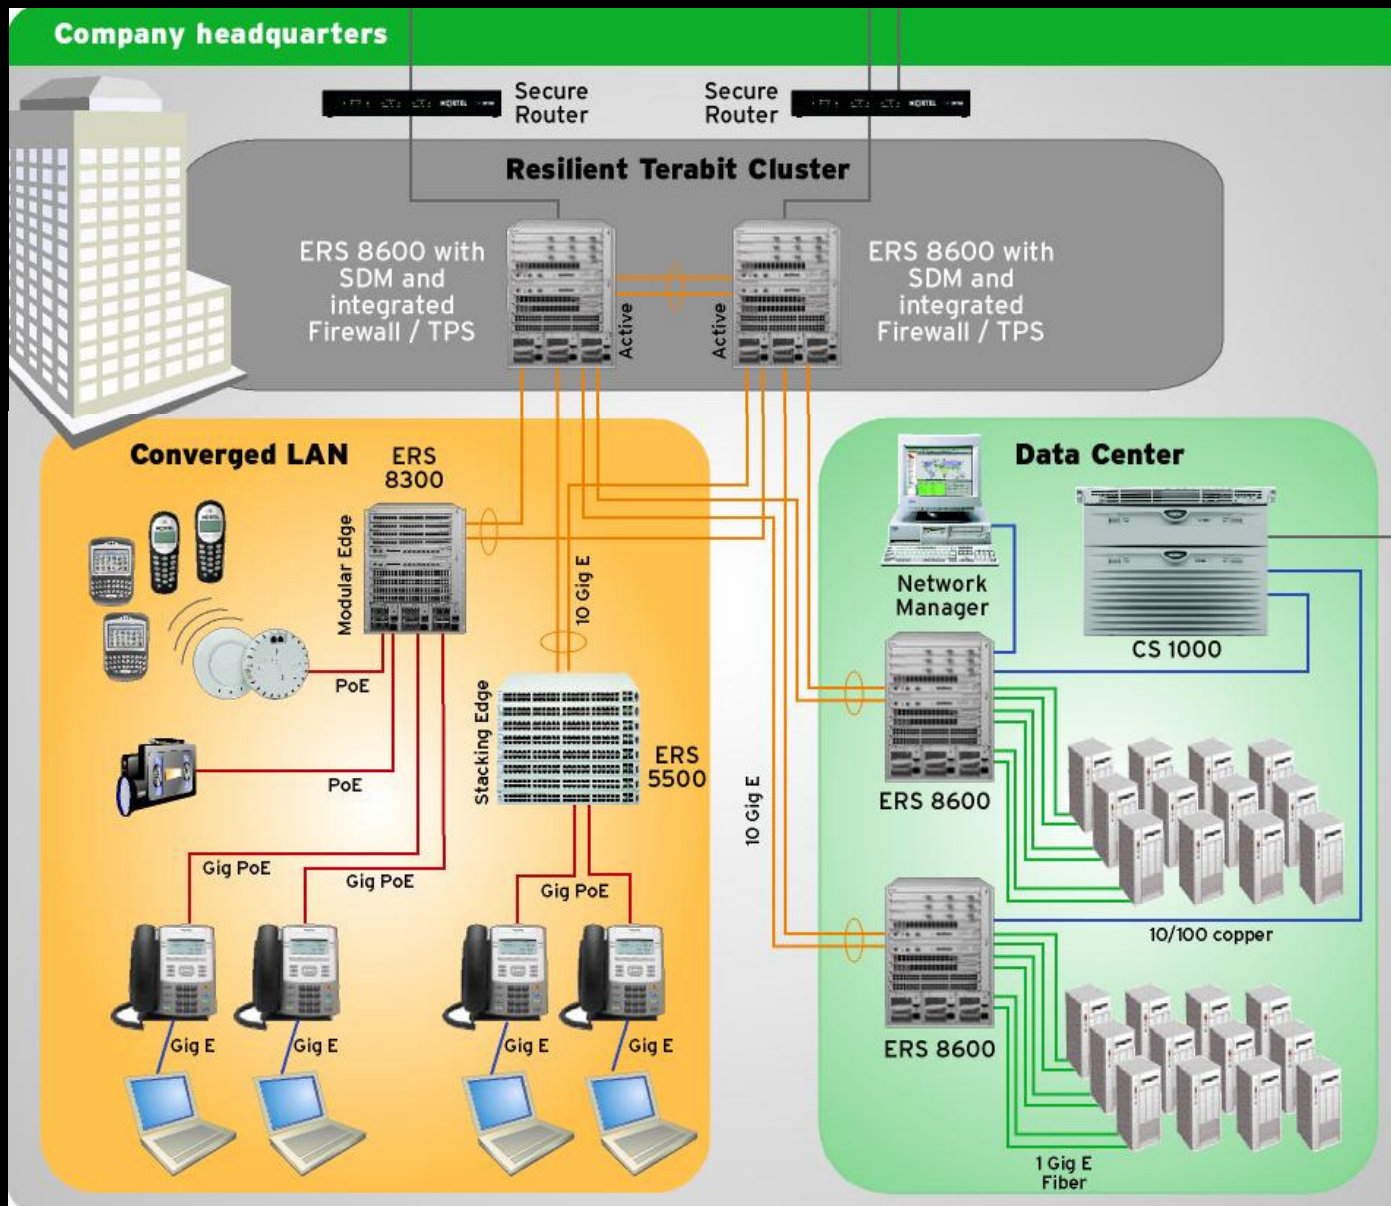 Company headquarters
Secure
Router
Secure
Router
NORTEL
NORTEL
Resilient Terabit Cluster
ERS 8600 with
SDM and
integrated
Firewall / TPS
Active
Active
ERS 8600 with
SDM and
integrated
Firewall / TPS
Converged LAN
ERS
8300
Modular Edge
PoE
PoE
Gig PoE
Gig PoE
10 Gig E
Stacking Edge
ERS
5500
Gig PoE
Gig E
Gig E
Gig E
Gig E
10 Gig E
Data Center
Network
Manager
CS 1000
ERS 8600
10/100 copper
ERS 8600
1 Gig E
Fiber